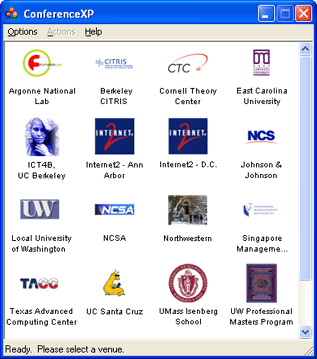 ConferenceXP
Options Actions Help
CITRIS
CTC
Argonne National
Lab
Berkeley
CITRIS
Cornell Theory
Center
East Carolina
University
INTERNET
2
INTERNET
2
NCS
ICT4B,
UC Berkeley
Internet2 - Ann
Arbor
Internet2 - D.C.
Johnson &
Johnson
UW
NCSA
Local University
of Washington
NCSA
Northwestern
Singapore
Manageme...
TACC
Texas Advanced
Computing Center
UC Santa Cruz
UMass Isenberg
School
UW Professional
Masters Program
Ready. Please select a venue.